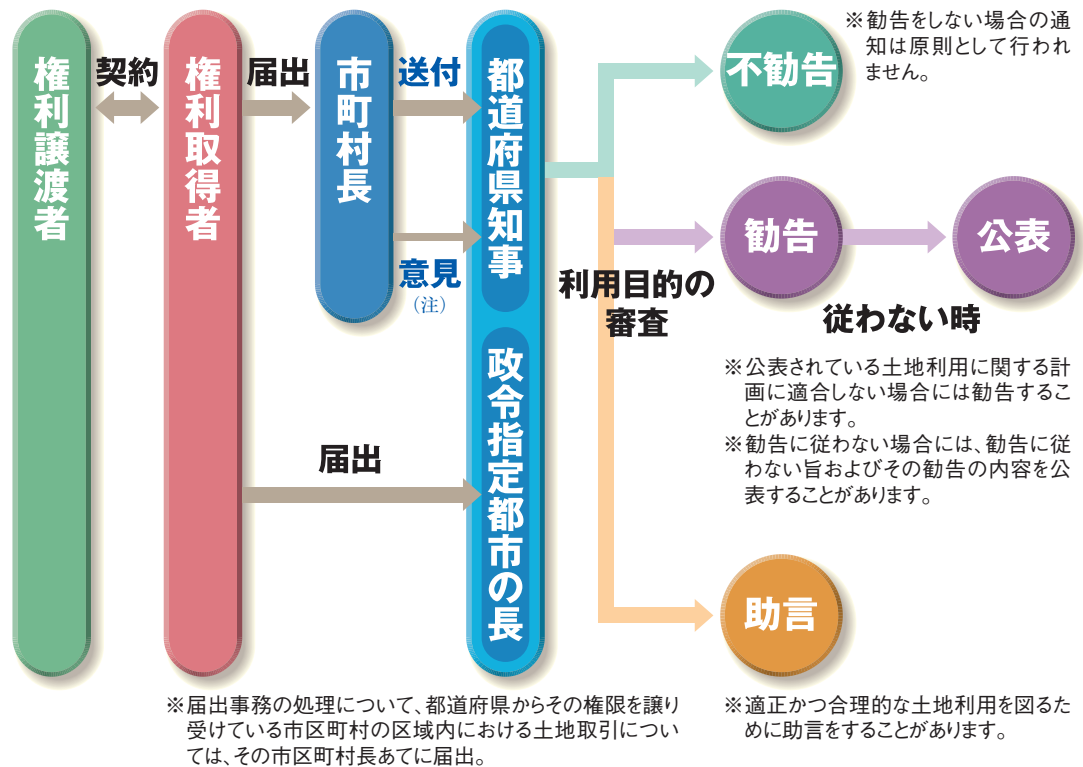 権利譲渡者
契約
権利取得者
届出
市町村長
送付
意見
（注）
都道府県知事
政令指定都市の長
届出
利用目的の
審査
不勧告
※勧告をしない場合の通
知は原則として行われ
ません。
勧告
公表
従わない時
※公表されている土地利用に関する計
画に適合しない場合には勧告するこ
とがあります。
※勧告に従わない場合には、勧告に従
わない旨およびその勧告の内容を公
表することがあります。
助言
※適正かつ合理的な土地利用を図るた
めに助言をすることがあります。
※届出事務の処理について、都道府県からその権限を譲り
受けている市区町村の区域内における土地取引につい
ては、その市区町村長あてに届出。